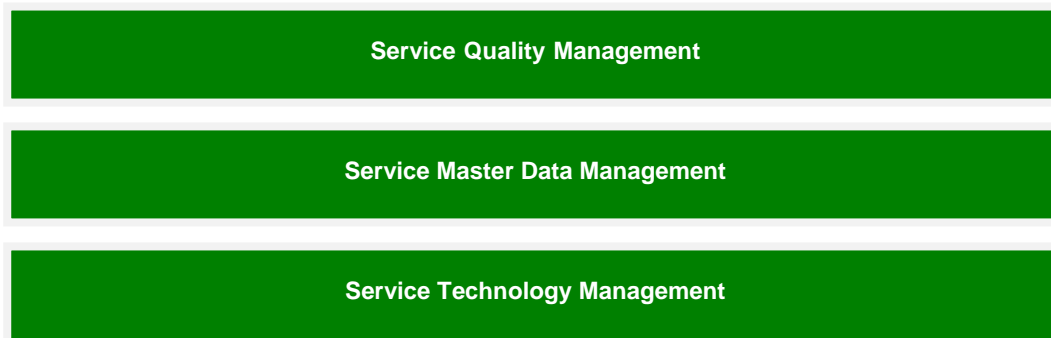 Service Quality Management
Service Master Data Management
Service Technology Management